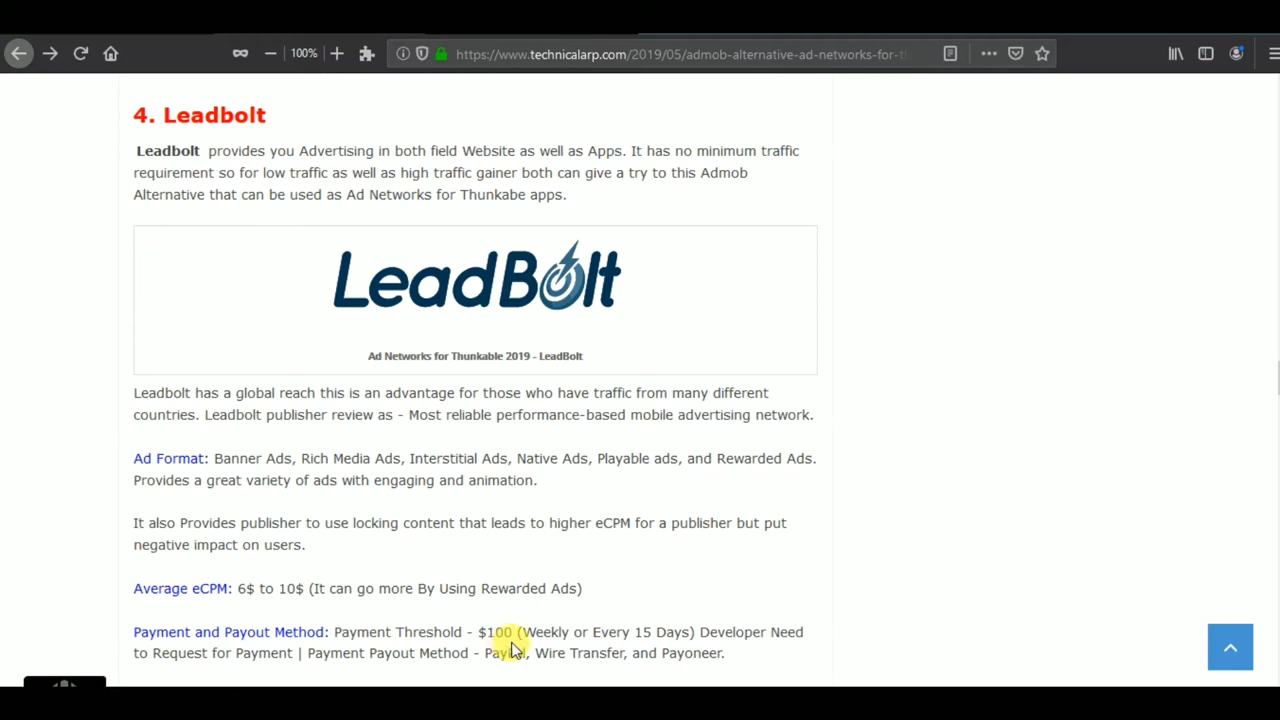 100%
https://www.technicalarp.com/2019/05/admob-alternative-ad-networks-for-t
4. Leadbolt
Leadbolt provides you Advertising in both field Website as well as Apps. It has no minimum traffic
requirement so for low traffic as well as high traffic gainer both can give a try to this Admob
Alternative that can be used as Ad Networks for Thunkabe apps.
LeadBolt
Ad Networks for Thunkable 2019 - LeadBolt
Leadbolt has a global reach this is an advantage for those who have traffic from many different
countries. Leadbolt publisher review as - Most reliable performance-based mobile advertising network.
Ad Format: Banner Ads, Rich Media Ads, Interstitial Ads, Native Ads, Playable ads, and Rewarded Ads.
Provides a great variety of ads with engaging and animation.
It also Provides publisher to use locking content that leads to higher eCPM for a publisher but put
negative impact on users.
Average eCPM: 6$ to 10$ (It can go more By Using Rewarded Ads)
Payment and Payout Method: Payment Threshold - $100 (Weekly or Every 15 Days) Developer Need
to Request for Payment | Payment Payout Method - Paypal, Wire Transfer, and Payoneer.